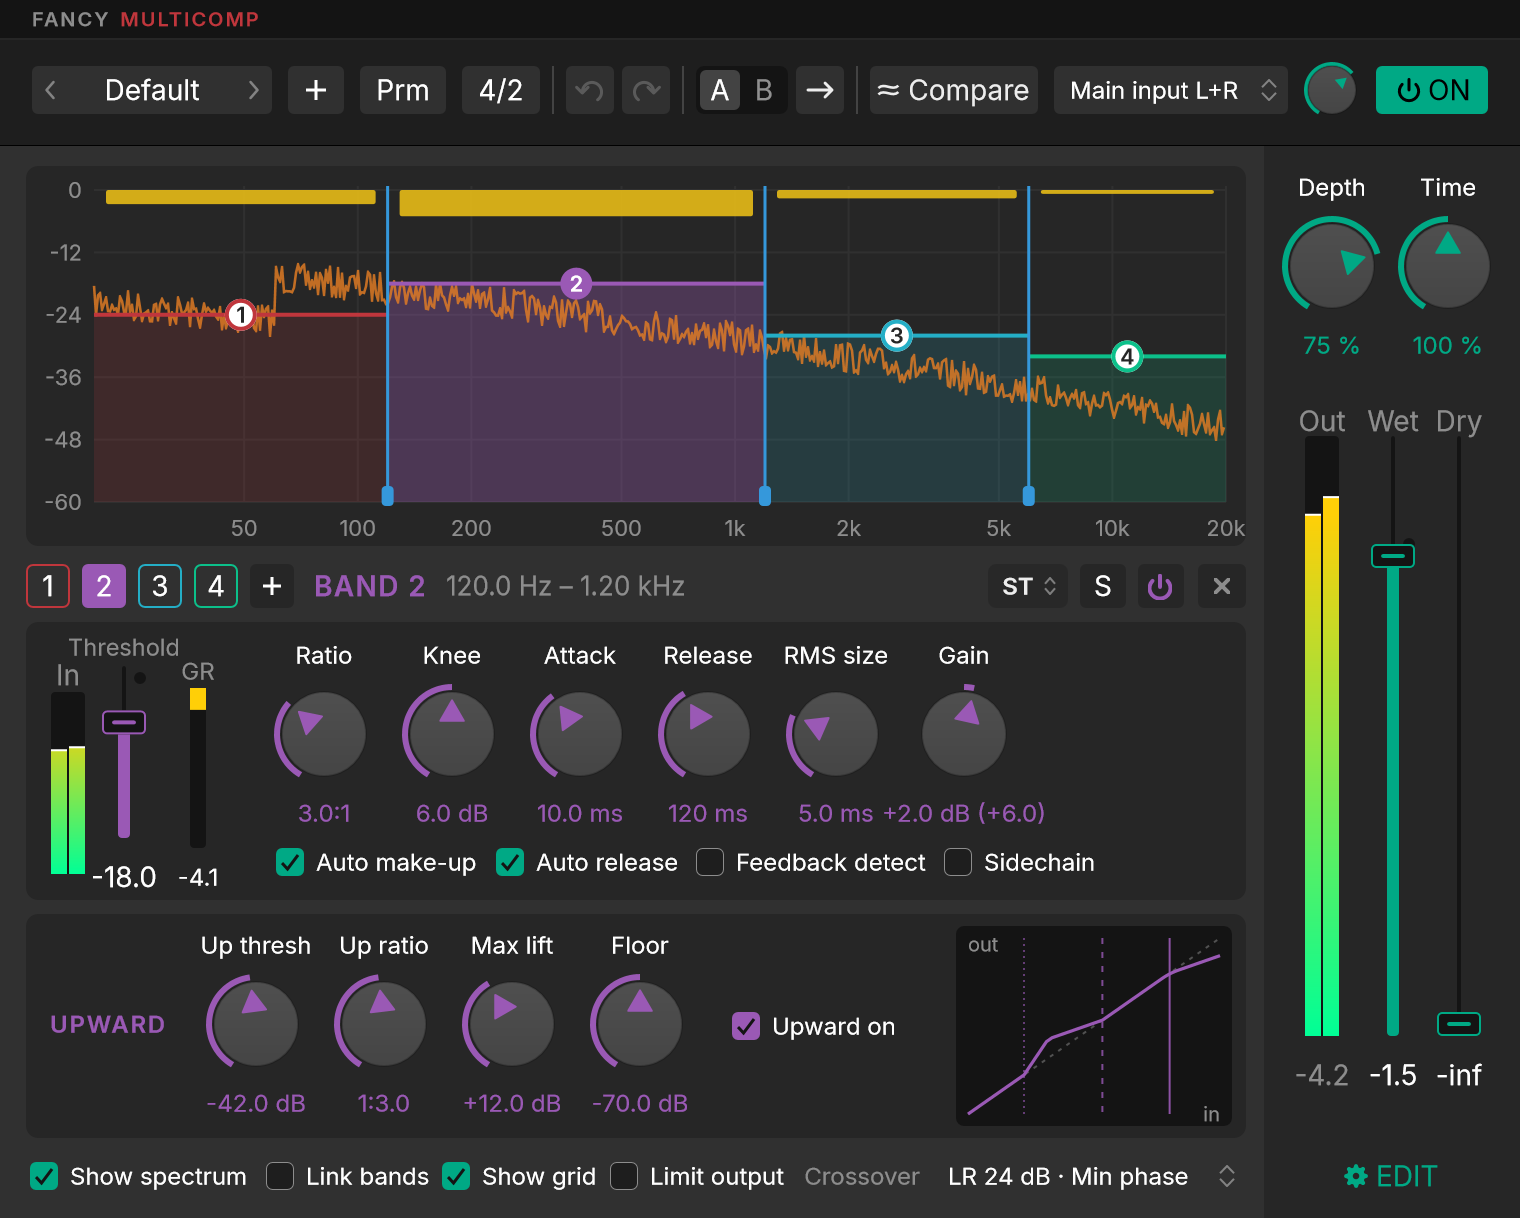 FANCY MULTICOMP
Default + Prm 4/2 A B → ≈ Compare Main input L+R ON
0
-12
-24
-36
-48
-60
1 2 3 4
50 100 200 500 1k 2k 5k 10k 20k
1 2 3 4 + BAND 2 120.0 Hz – 1.20 kHz ST S ×
Threshold
In GR
-18.0 -4.1
Ratio Knee Attack Release RMS size Gain
3.0:1 6.0 dB 10.0 ms 120 ms 5.0 ms +2.0 dB (+6.0)
Auto make-up Auto release Feedback detect Sidechain
UPWARD
Up thresh Up ratio Max lift Floor
-42.0 dB 1:3.0 +12.0 dB -70.0 dB
Upward on
out
in
Show spectrum Link bands Show grid Limit output Crossover LR 24 dB · Min phase
Depth Time
75 % 100 %
Out Wet Dry
-4.2 -1.5 -inf
EDIT